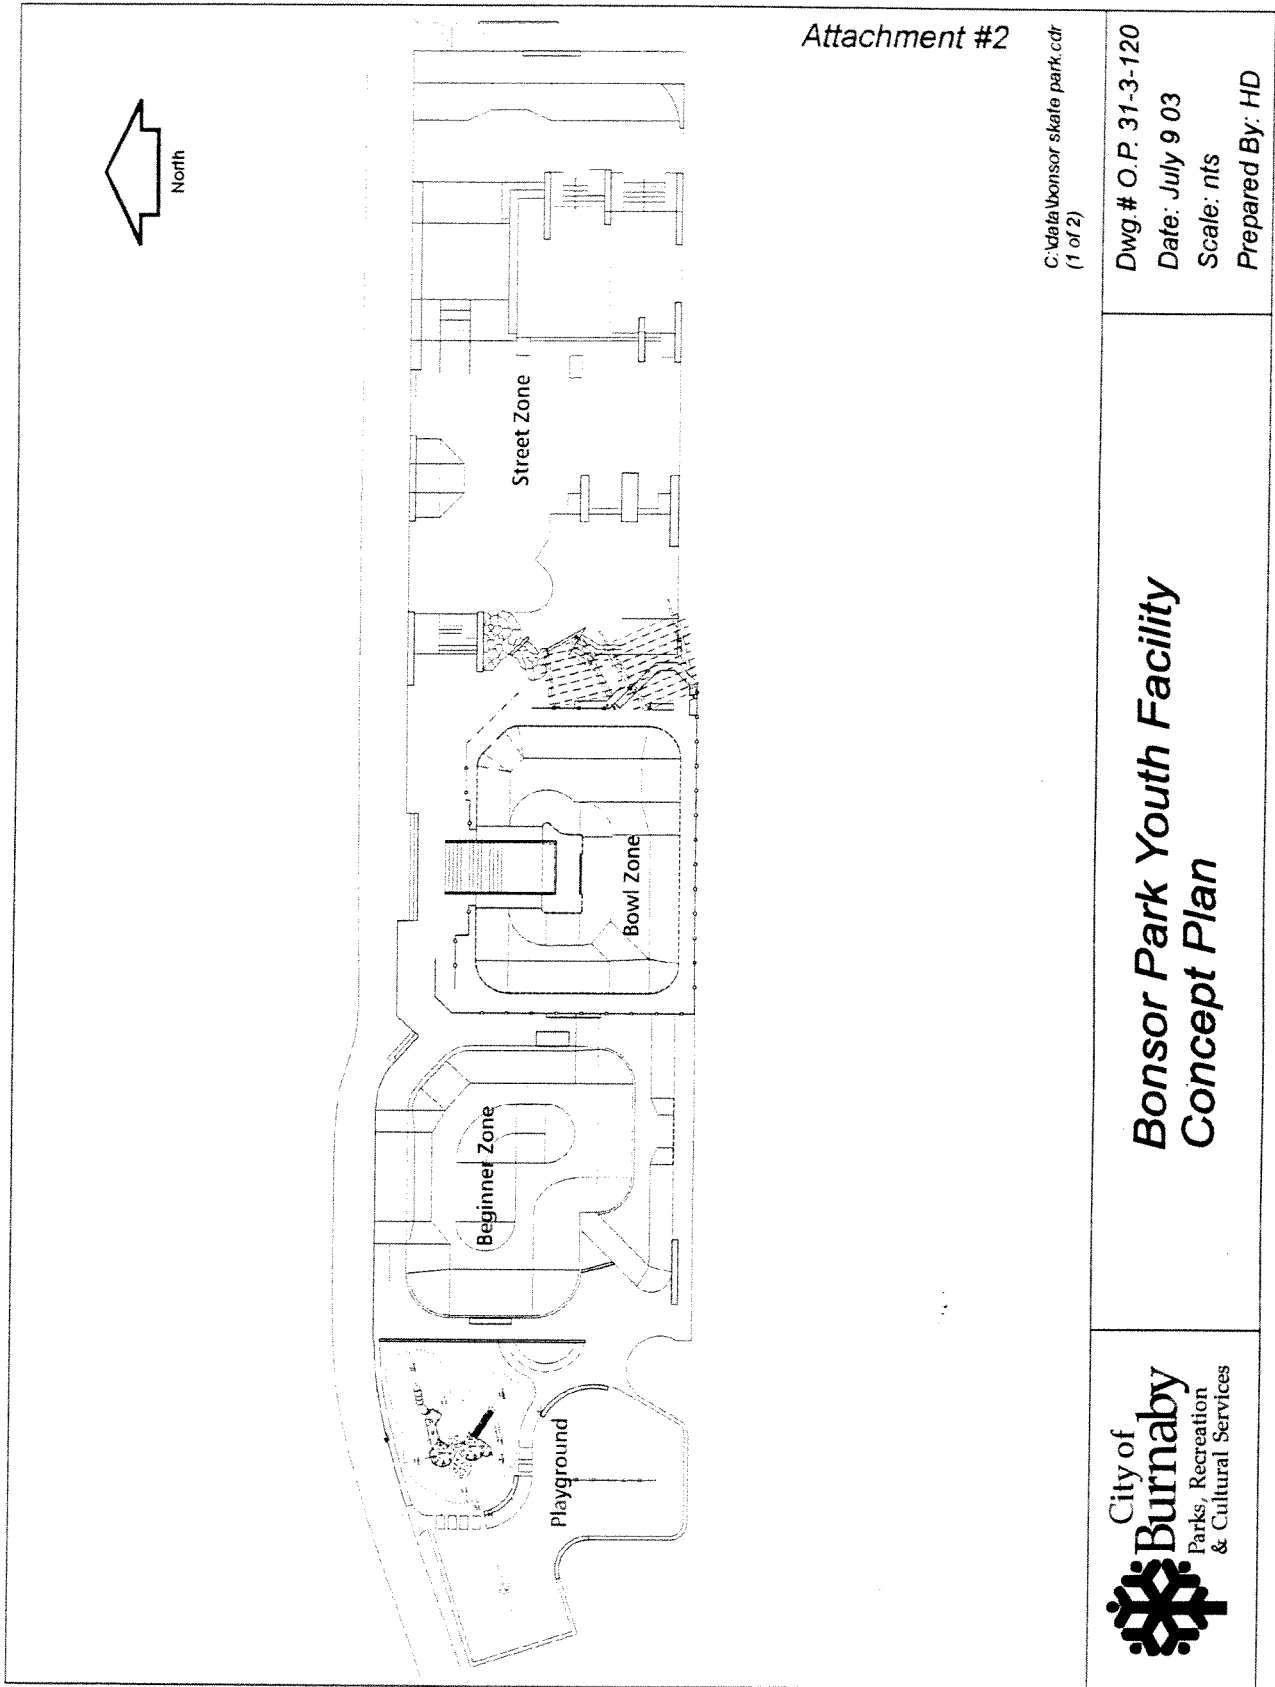 Attachment #2
North
Street Zone
Bowl Zone
Beginner Zone
Playground
C:\data\bonsor skate park.cdr
(1 of 2)
City of
Burnaby
Parks, Recreation
& Cultural Services
Bonsor Park Youth Facility
Concept Plan
Dwg.# O.P. 31-3-120
Date: July 9 03
Scale: nts
Prepared By: HD